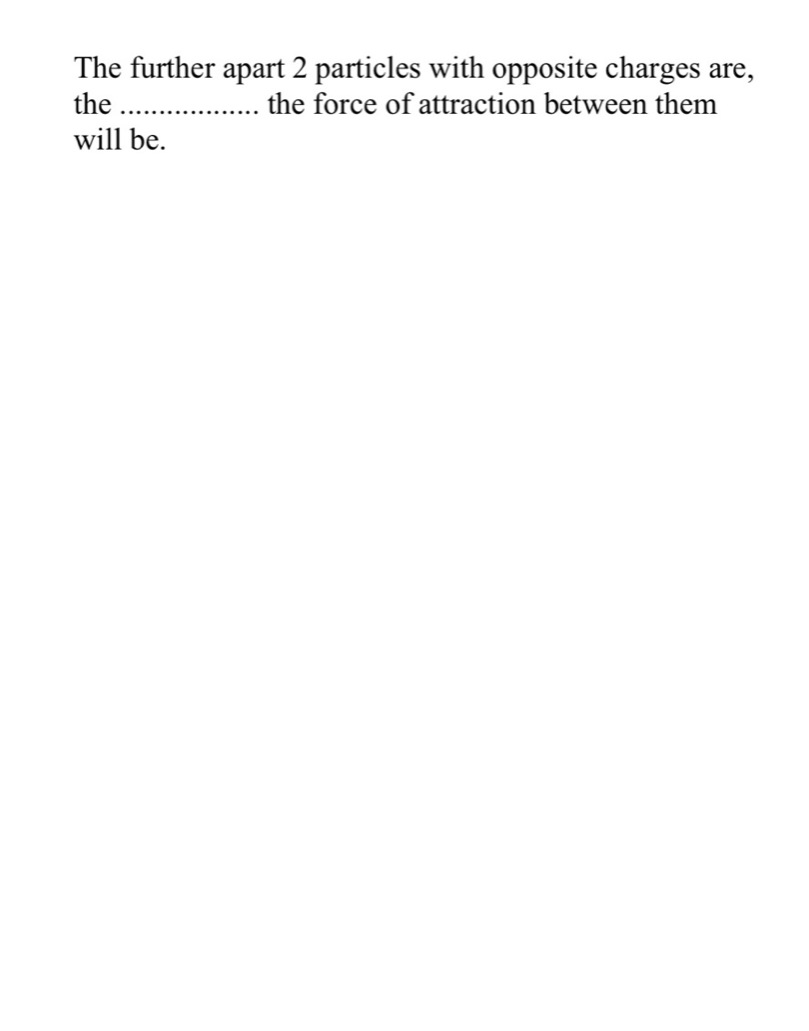 The further apart 2 particles with opposite charges are,
the .................. the force of attraction between them
will be.